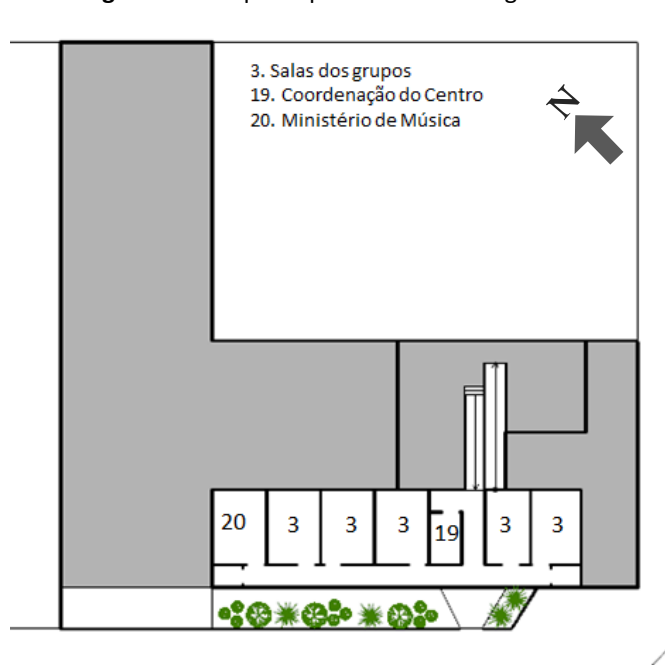 3. Salas dos grupos
19. Coordenação do Centro
20. Ministério de Música
N
20 3 3 3 19 3 3